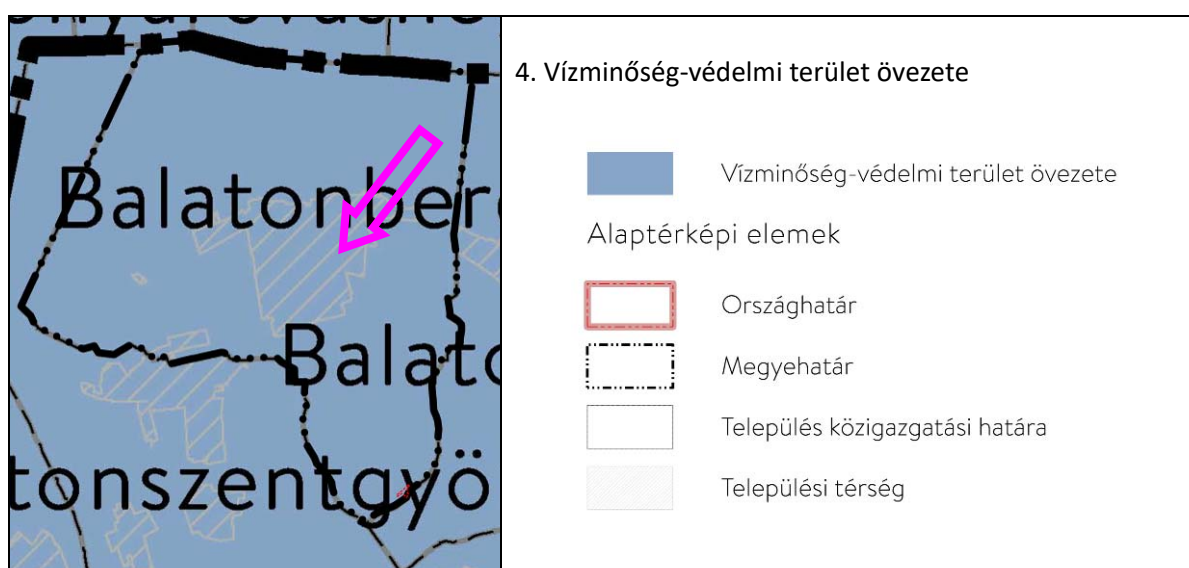 Balatonber
Balato
tonszentgyö
4. Vízminőség-védelmi terület övezete
Vízminőség-védelmi terület övezete
Alaptérképi elemek
Országhatár
Megyehatár
Település közigazgatási határa
Települési térség